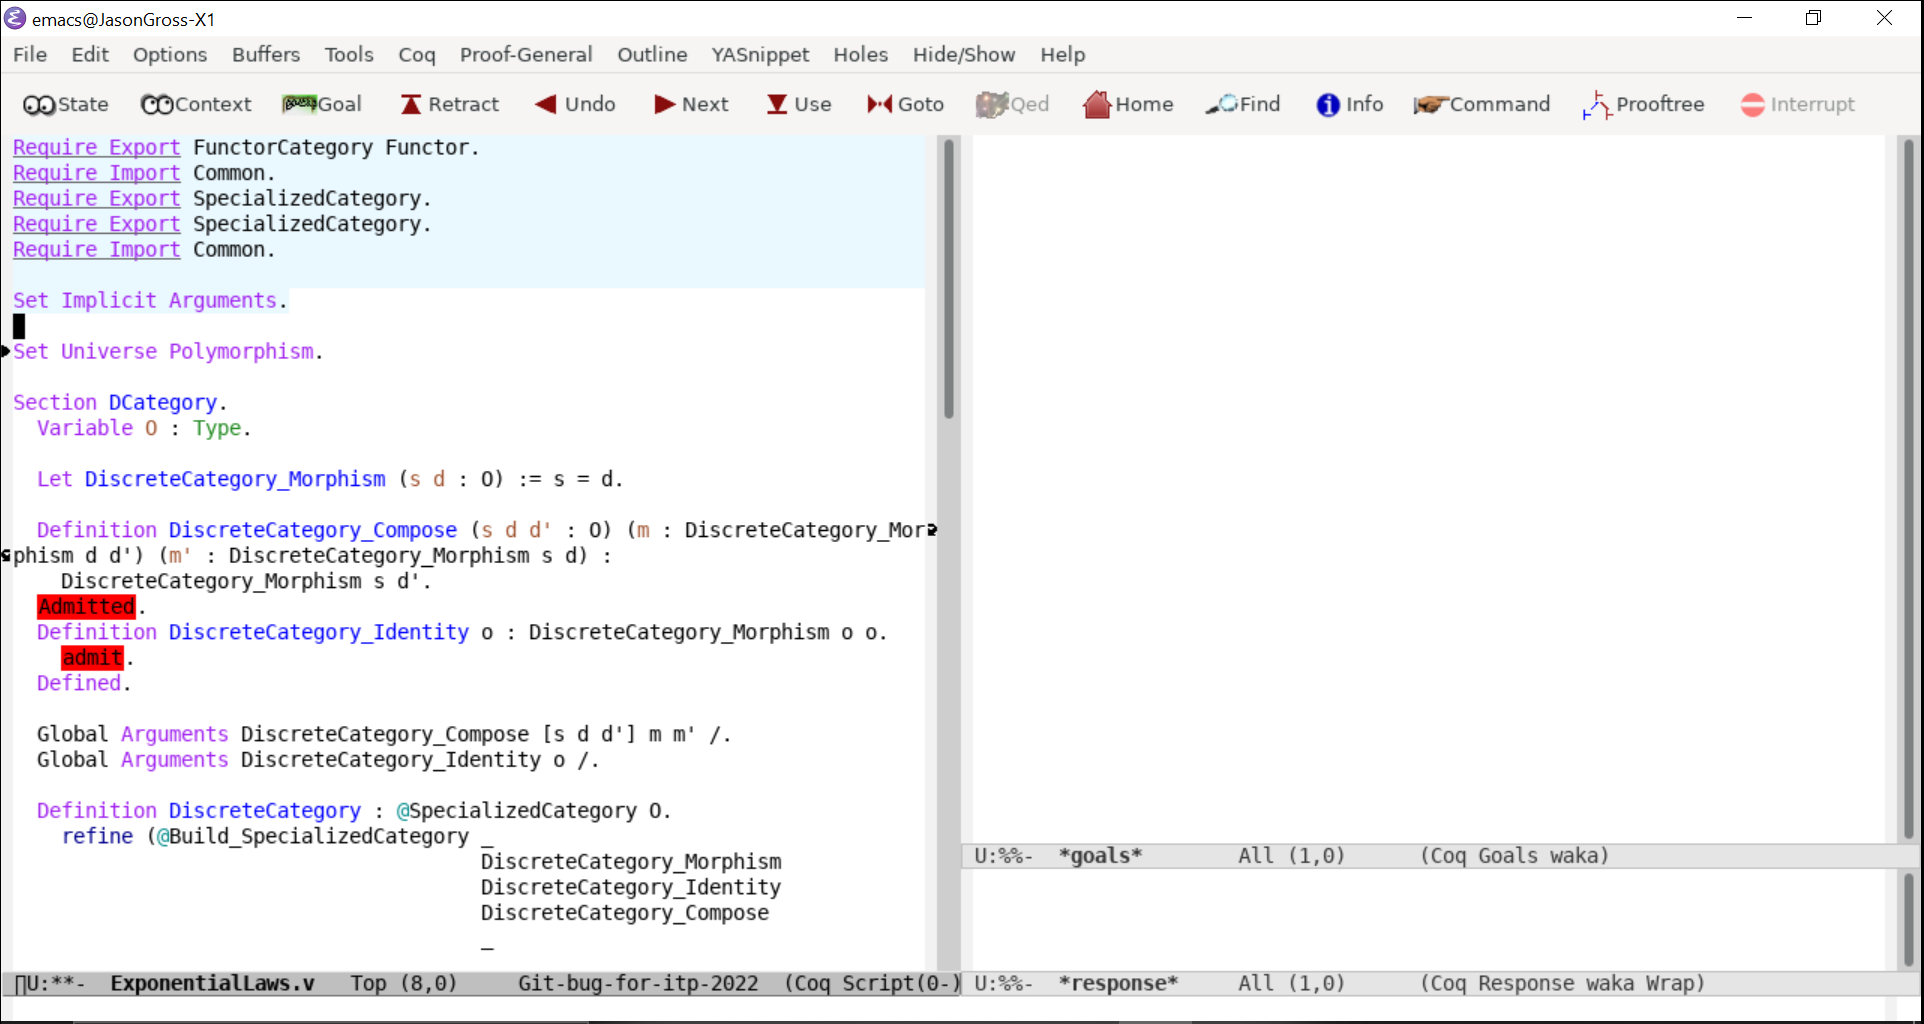 emacs@JasonGross-X1
File Edit Options Buffers Tools Coq Proof-General Outline YASnippet Holes Hide/Show Help
State Context Goal Retract Undo Next Use Goto Qed Home Find Info Command Prooftree Interrupt
Require Export FunctorCategory Functor.
Require Import Common.
Require Export SpecializedCategory.
Require Export SpecializedCategory.
Require Import Common.
Set Implicit Arguments.
Set Universe Polymorphism.
Section DCategory.
  Variable O : Type.
  Let DiscreteCategory_Morphism (s d : O) := s = d.
  Definition DiscreteCategory_Compose (s d d' : O) (m : DiscreteCategory_Mor
phism d d') (m' : DiscreteCategory_Morphism s d) :
    DiscreteCategory_Morphism s d'.
  Admitted.
  Definition DiscreteCategory_Identity o : DiscreteCategory_Morphism o o.
    admit.
  Defined.
  Global Arguments DiscreteCategory_Compose [s d d'] m m' /.
  Global Arguments DiscreteCategory_Identity o /.
  Definition DiscreteCategory : @SpecializedCategory O.
    refine (@Build_SpecializedCategory _
                                       DiscreteCategory_Morphism
                                       DiscreteCategory_Identity
                                       DiscreteCategory_Compose
                                       _
U:**- ExponentialLaws.v Top (8,0) Git-bug-for-itp-2022 (Coq Script(0-)
U:%%- *goals* All (1,0) (Coq Goals waka)
U:%%- *response* All (1,0) (Coq Response waka Wrap)